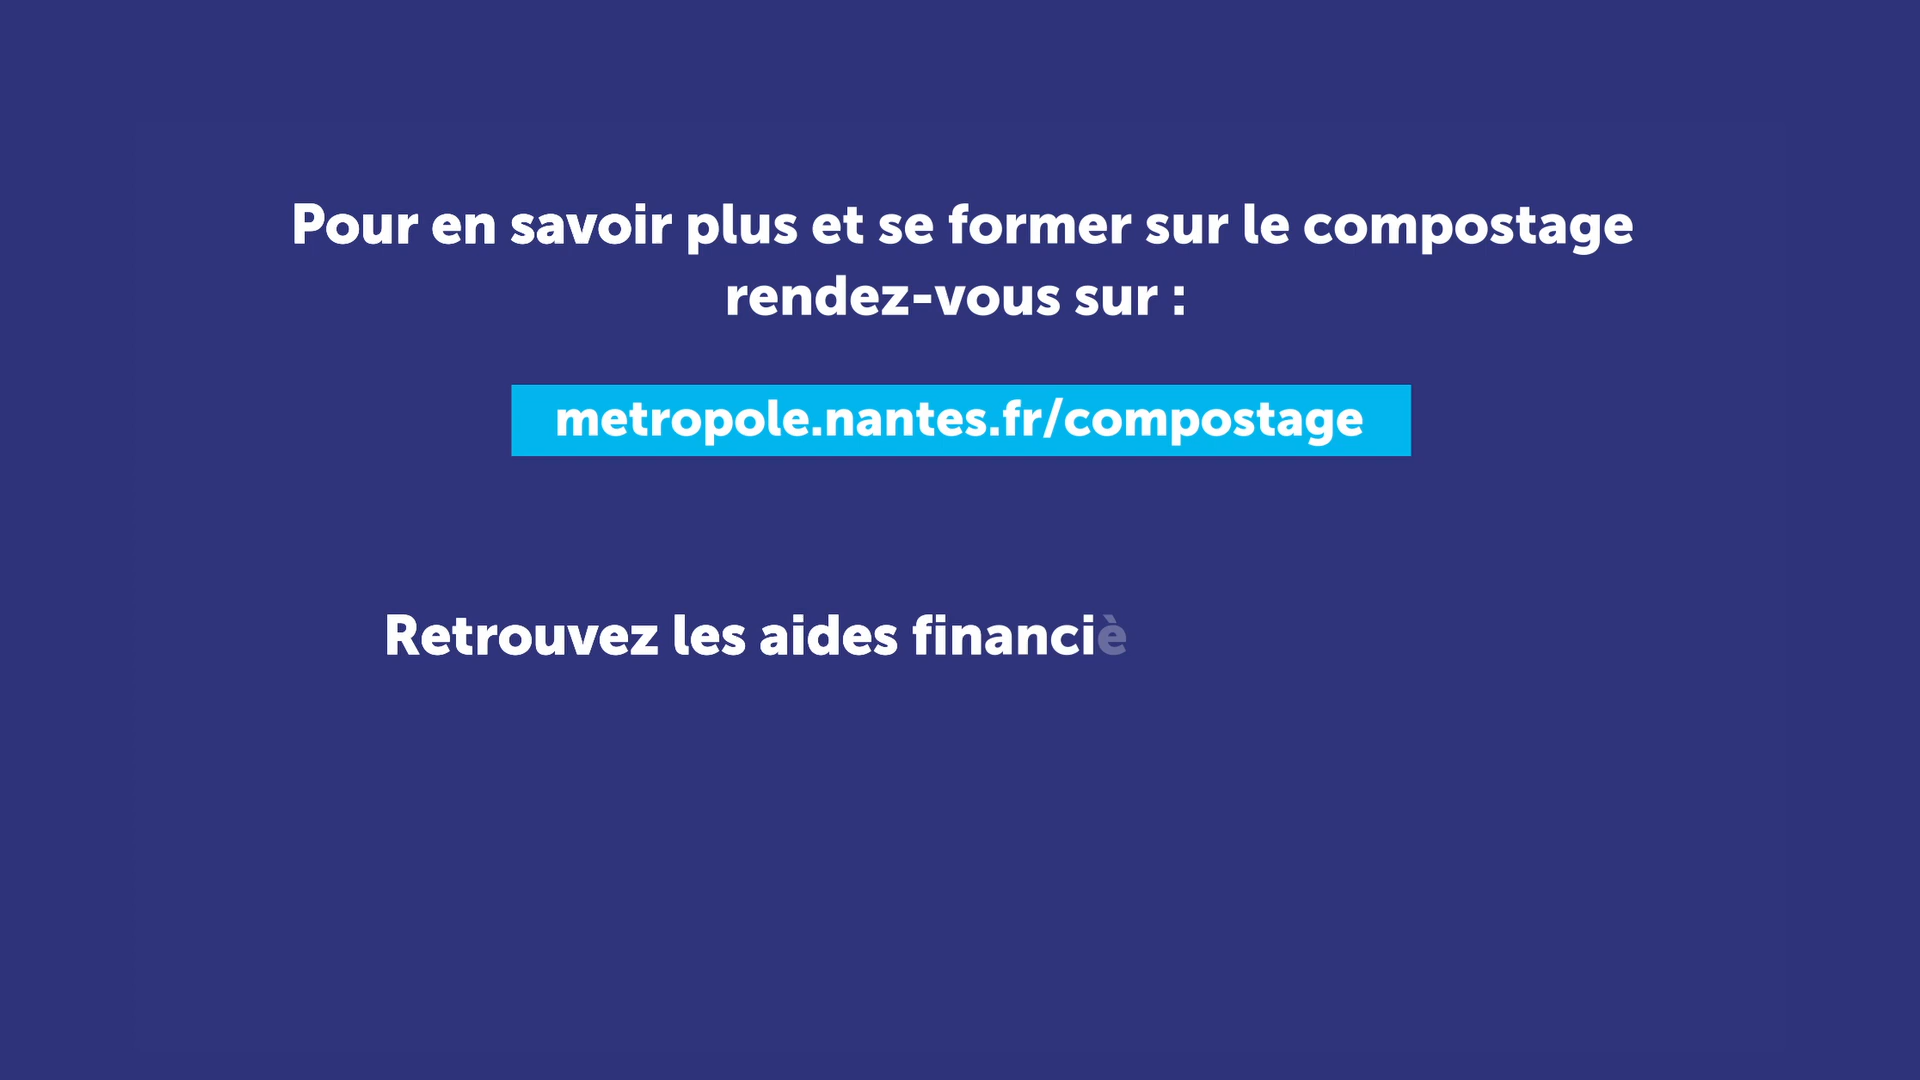 Pour en savoir plus et se former sur le compostage
rendez-vous sur :
metropole.nantes.fr/compostage
Retrouvez les aides financiè